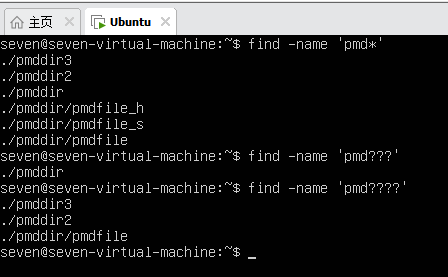 主页 Ubuntu
seven@seven-virtual-machine:~$ find -name 'pmd*'
./pmddir3
./pmddir2
./pmddir
./pmddir/pmdfile_h
./pmddir/pmdfile_s
./pmddir/pmdfile
seven@seven-virtual-machine:~$ find -name 'pmd???'
./pmddir
seven@seven-virtual-machine:~$ find -name 'pmd????'
./pmddir3
./pmddir2
./pmddir/pmdfile
seven@seven-virtual-machine:~$ _